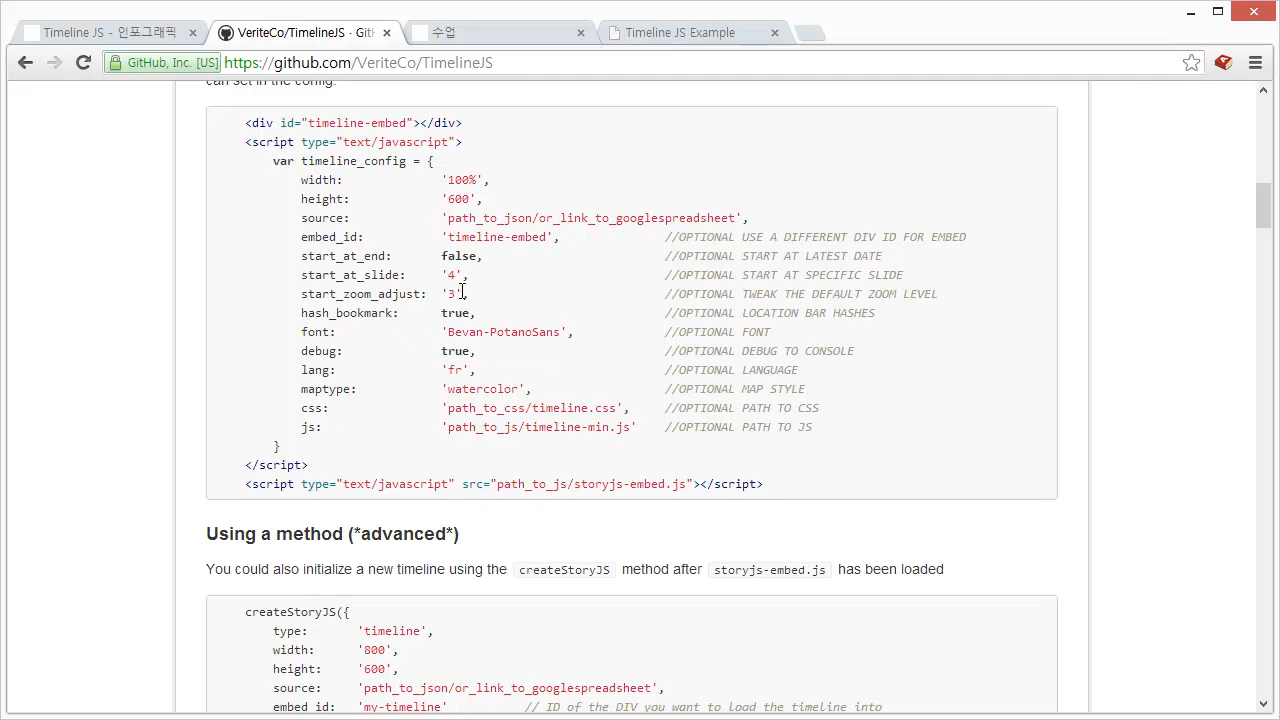 Timeline JS - 인포그래픽
VeriteCo/TimelineJS · GitH
수업
Timeline JS Example
GitHub, Inc. [US]
https://github.com/VeriteCo/TimelineJS
can set in the config.
<div id="timeline-embed"></div>
<script type="text/javascript">
var timeline_config = {
width: '100%',
height: '600',
source: 'path_to_json/or_link_to_googlespreadsheet',
embed_id: 'timeline-embed', //OPTIONAL USE A DIFFERENT DIV ID FOR EMBED
start_at_end: false, //OPTIONAL START AT LATEST DATE
start_at_slide: '4', //OPTIONAL START AT SPECIFIC SLIDE
start_zoom_adjust: '3', //OPTIONAL TWEAK THE DEFAULT ZOOM LEVEL
hash_bookmark: true, //OPTIONAL LOCATION BAR HASHES
font: 'Bevan-PotanoSans', //OPTIONAL FONT
debug: true, //OPTIONAL DEBUG TO CONSOLE
lang: 'fr', //OPTIONAL LANGUAGE
maptype: 'watercolor', //OPTIONAL MAP STYLE
css: 'path_to_css/timeline.css', //OPTIONAL PATH TO CSS
js: 'path_to_js/timeline-min.js' //OPTIONAL PATH TO JS
}
</script>
<script type="text/javascript" src="path_to_js/storyjs-embed.js"></script>
Using a method (*advanced*)
You could also initialize a new timeline using the createStoryJS method after storyjs-embed.js has been loaded
createStoryJS({
type: 'timeline',
width: '800',
height: '600',
source: 'path_to_json/or_link_to_googlespreadsheet',
embed_id: 'my-timeline' // ID of the DIV you want to load the timeline into